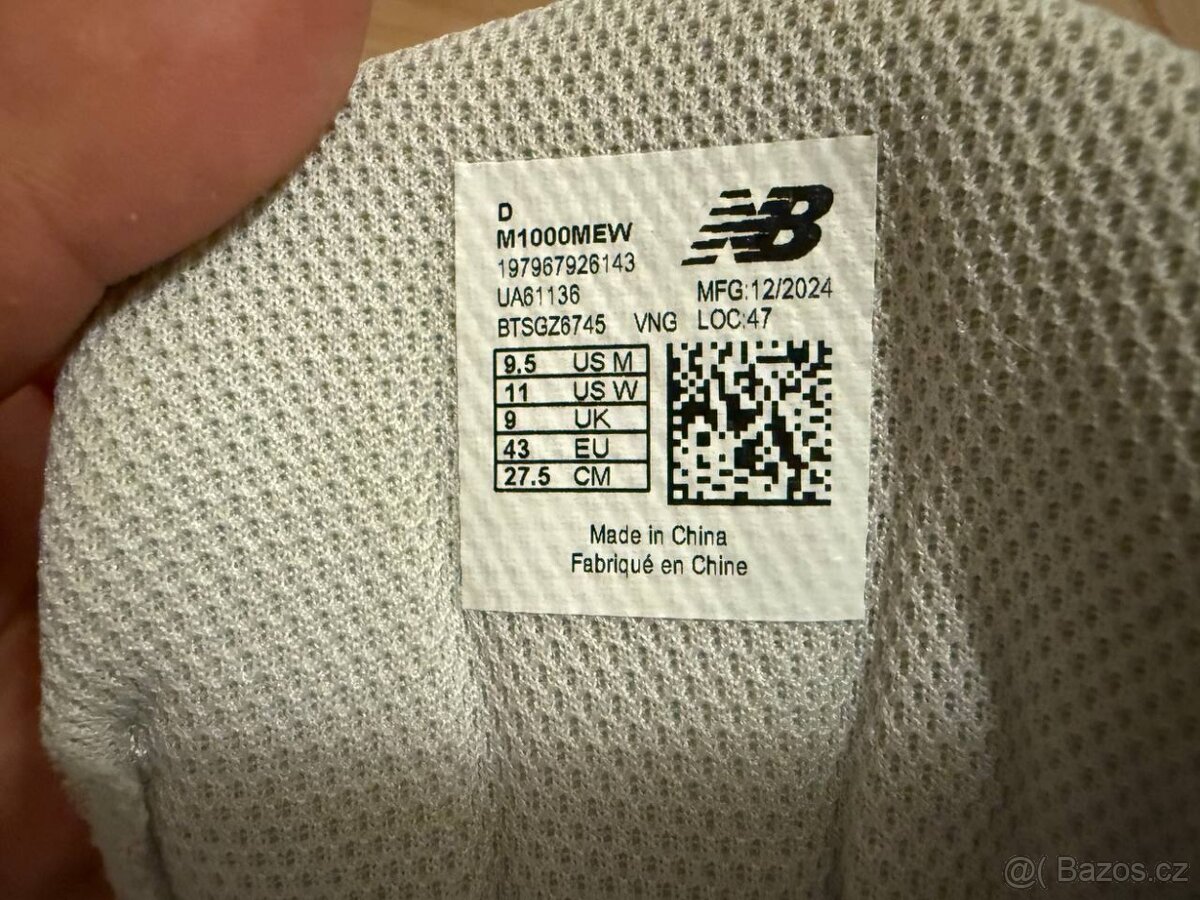 D
M1000MEW
197967926143
UA61136
BTSGZ6745 VNG
NB
MFG:12/2024
LOC:47
9.5 US M
11 US W
9 UK
43 EU
27.5 CM
Made in China
Fabriqué en Chine
@( Bazos.cz